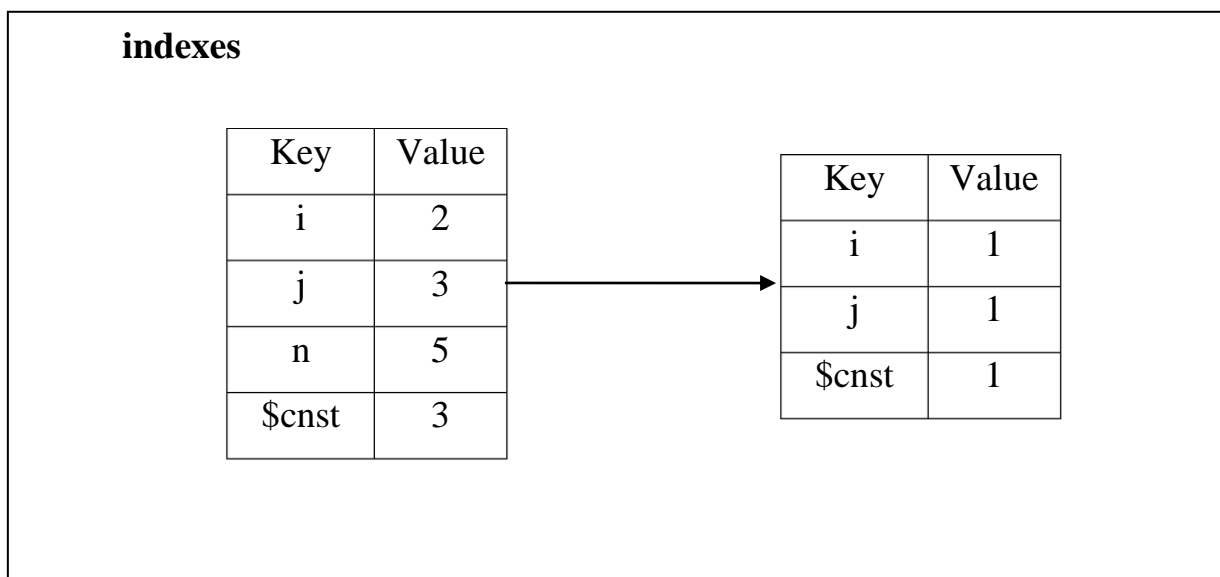 indexes
Key Value
i 2
j 3
n 5
$cnst 3
Key Value
i 1
j 1
$cnst 1